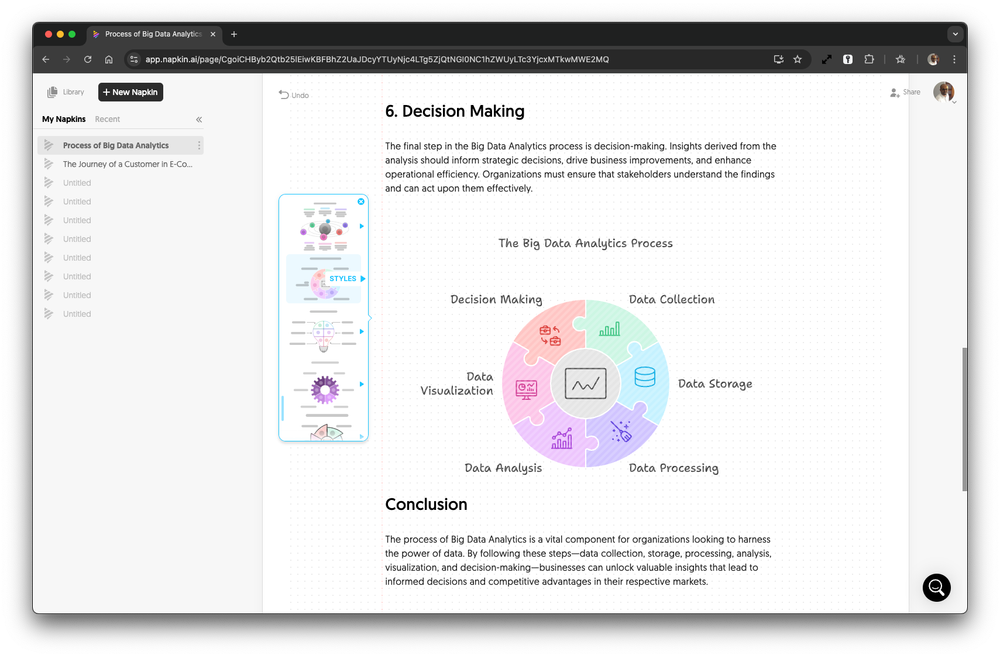 Process of Big Data Analytics
app.napkin.ai/page/CgoiCHByb2Qtb25lEiwKBFBhZ2UaJDcyYTUyNjc4LTg5ZjQtNGI0NC1hZWUyLTc3YjcxMTkwMWE2MQ
Library
+ New Napkin
My Napkins Recent
Process of Big Data Analytics
The Journey of a Customer in E-Co...
Untitled
Untitled
Untitled
Untitled
Untitled
Untitled
Untitled
Untitled
Undo
Share
6. Decision Making
The final step in the Big Data Analytics process is decision-making. Insights derived from the
analysis should inform strategic decisions, drive business improvements, and enhance
operational efficiency. Organizations must ensure that stakeholders understand the findings
and can act upon them effectively.
STYLES
The Big Data Analytics Process
Decision Making
Data Collection
Data
Visualization
Data Storage
Data Analysis
Data Processing
Conclusion
The process of Big Data Analytics is a vital component for organizations looking to harness
the power of data. By following these steps—data collection, storage, processing, analysis,
visualization, and decision-making—businesses can unlock valuable insights that lead to
informed decisions and competitive advantages in their respective markets.